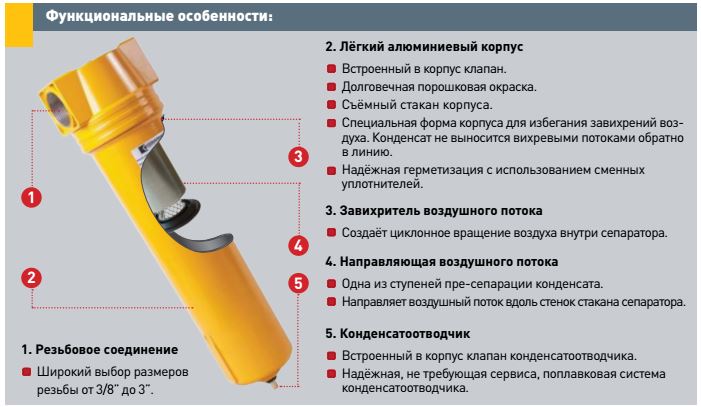 Функциональные особенности:
1
2
3
4
5
1. Резьбовое соединение
Широкий выбор размеров
резьбы от 3/8" до 3".
2. Лёгкий алюминиевый корпус
Встроенный в корпус клапан.
Долговечная порошковая окраска.
Съёмный стакан корпуса.
Специальная форма корпуса для избегания завихрений воз-
духа. Конденсат не выносится вихревыми потоками обратно
в линию.
Надёжная герметизация с использованием сменных
уплотнителей.
3. Завихритель воздушного потока
Создаёт циклонное вращение воздуха внутри сепаратора.
4. Направляющая воздушного потока
Одна из ступеней пре-сепарации конденсата.
Направляет воздушный поток вдоль стенок стакана сепаратора.
5. Конденсатоотводчик
Встроенный в корпус клапан конденсатоотводчика.
Надёжная, не требующая сервиса, поплавковая система
конденсатоотводчика.